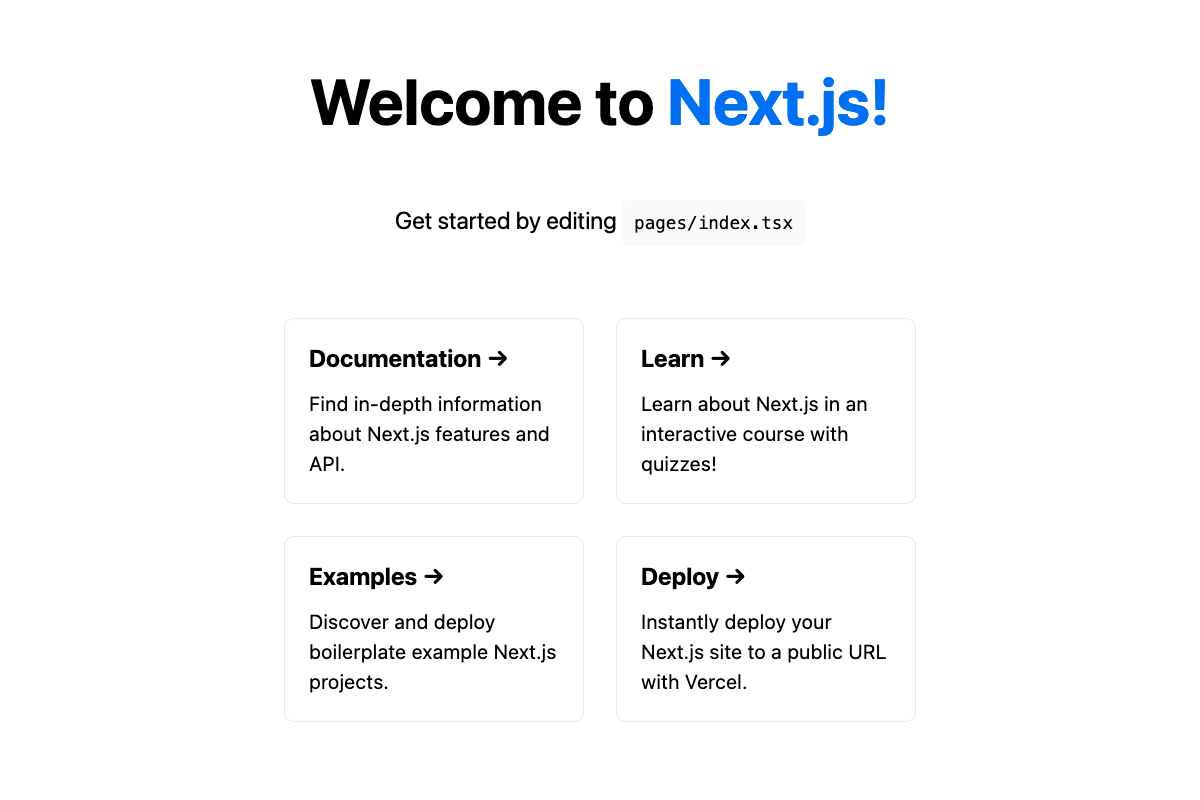 Welcome to Next.js!
Get started by editing pages/index.tsx
Documentation →
Find in-depth information
about Next.js features and
API.
Learn →
Learn about Next.js in an
interactive course with
quizzes!
Examples →
Discover and deploy
boilerplate example Next.js
projects.
Deploy →
Instantly deploy your
Next.js site to a public URL
with Vercel.